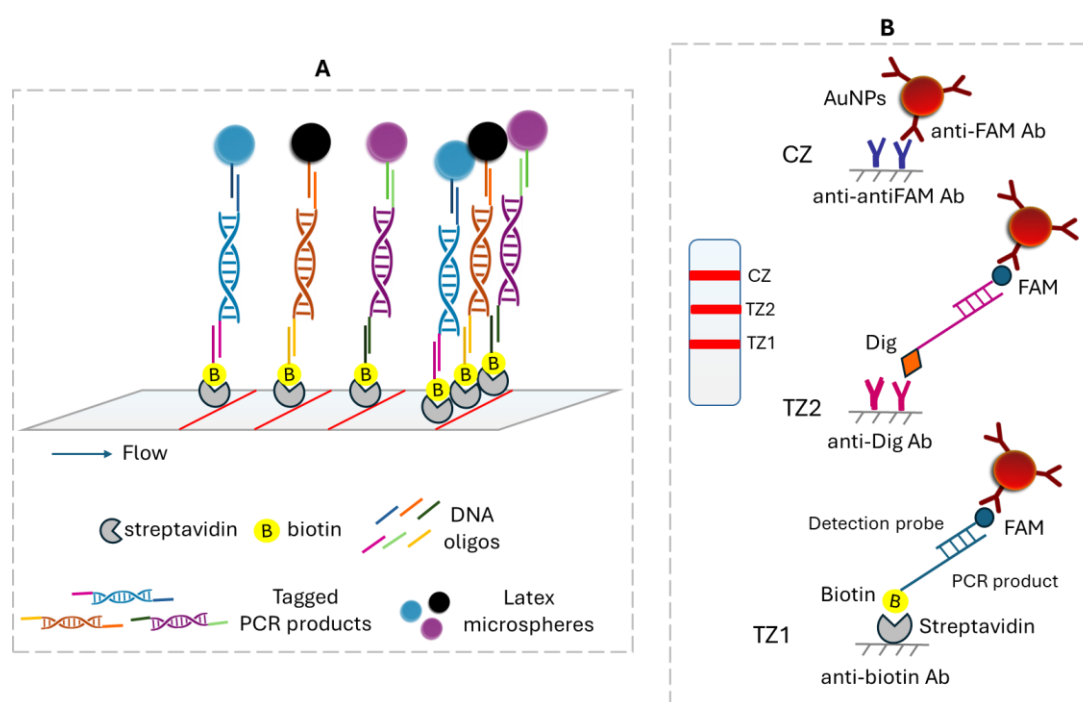 A
B
B
B
B
B
B
Flow
streptavidin
B
biotin
DNA
oligos
Tagged
PCR products
Latex
microspheres
B
AuNPs
anti-FAM Ab
CZ
anti-antiFAM Ab
CZ
TZ2
TZ1
FAM
Dig
TZ2
anti-Dig Ab
Detection probe
FAM
PCR product
Biotin
B
Streptavidin
TZ1
anti-biotin Ab